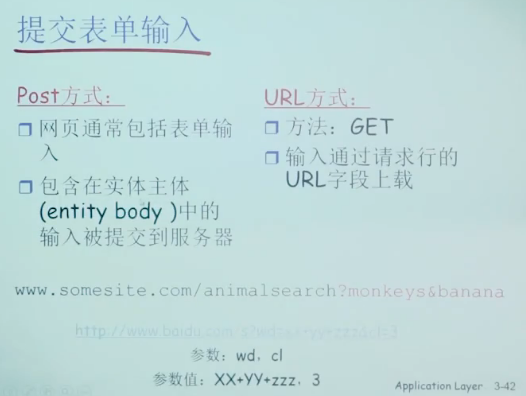 提交表单输入
Post方式：
网页通常包括表单输
入
包含在实体主体
(entity body )中的
输入被提交到服务器
URL方式：
方法：GET
输入通过请求行的
URL字段上载
www.somesite.com/animalsearch?monkeys&banana
http://www.baidu.com/s?wd=xx+yy+zzz&cl=3
参数：wd，cl
参数值：XX+YY+zzz，3
Application Layer 3-42